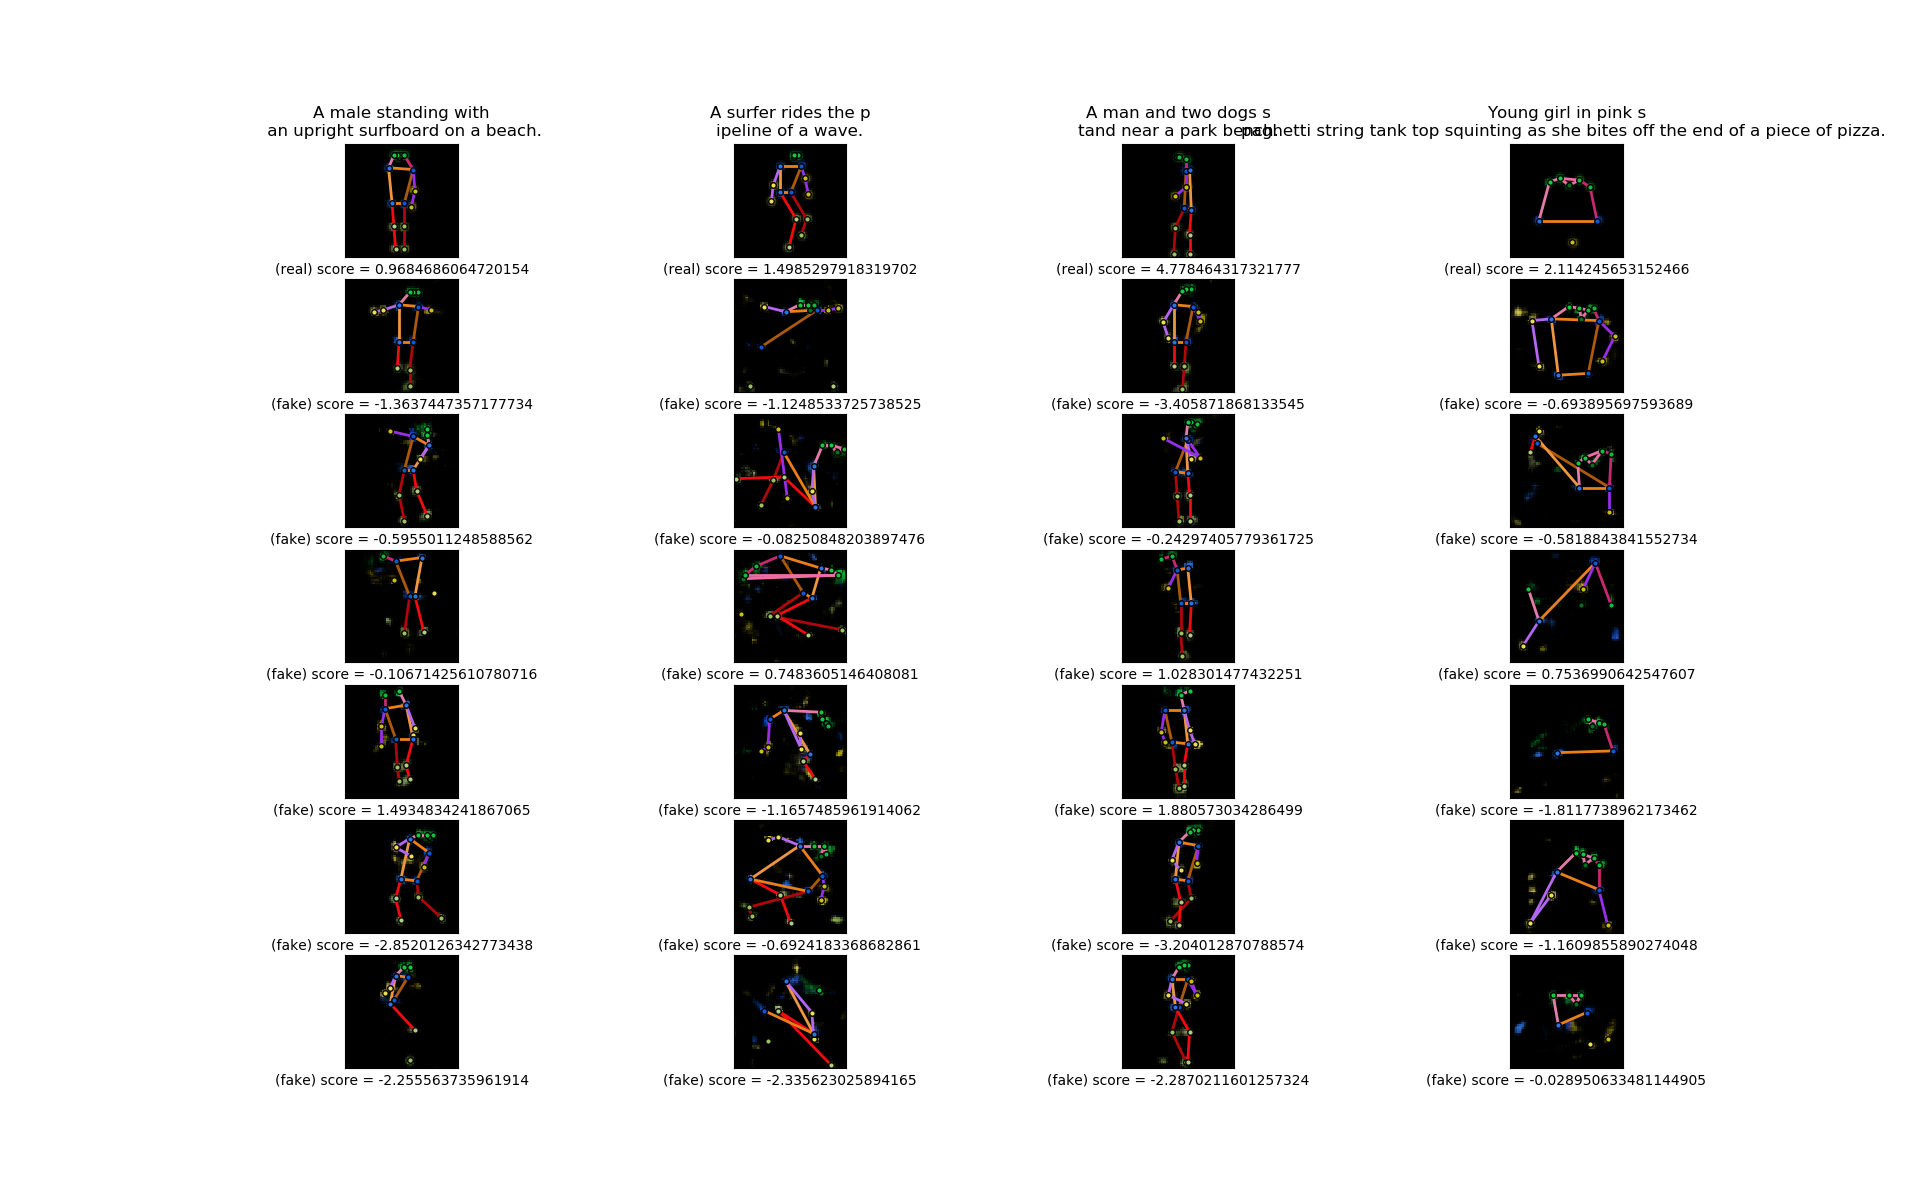 A male standing with
an upright surfboard on a beach.
A surfer rides the p
ipeline of a wave.
A man and two dogs s
tand near a park bench.
Young girl in pink s
paghetti string tank top squinting as she bites off the end of a piece of pizza.
(real) score = 0.9684686064720154
(real) score = 1.4985297918319702
(real) score = 4.778464317321777
(real) score = 2.114245653152466
(fake) score = -1.3637447357177734
(fake) score = -1.1248533725738525
(fake) score = -3.405871868133545
(fake) score = -0.693895697593689
(fake) score = -0.5955011248588562
(fake) score = -0.08250848203897476
(fake) score = -0.24297405779361725
(fake) score = -0.5818843841552734
(fake) score = -0.10671425610780716
(fake) score = 0.7483605146408081
(fake) score = 1.028301477432251
(fake) score = 0.7536990642547607
(fake) score = 1.4934834241867065
(fake) score = -1.1657485961914062
(fake) score = 1.880573034286499
(fake) score = -1.8117738962173462
(fake) score = -2.8520126342773438
(fake) score = -0.6924183368682861
(fake) score = -3.204012870788574
(fake) score = -1.1609855890274048
(fake) score = -2.255563735961914
(fake) score = -2.335623025894165
(fake) score = -2.2870211601257324
(fake) score = -0.028950633481144905